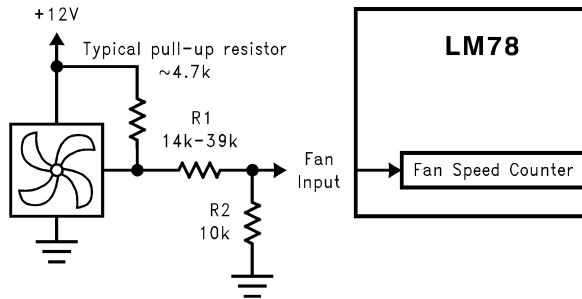 +12V
Typical pull-up resistor
~4.7k
R1
14k-39k
Fan
Input
R2
10k
LM78
Fan Speed Counter